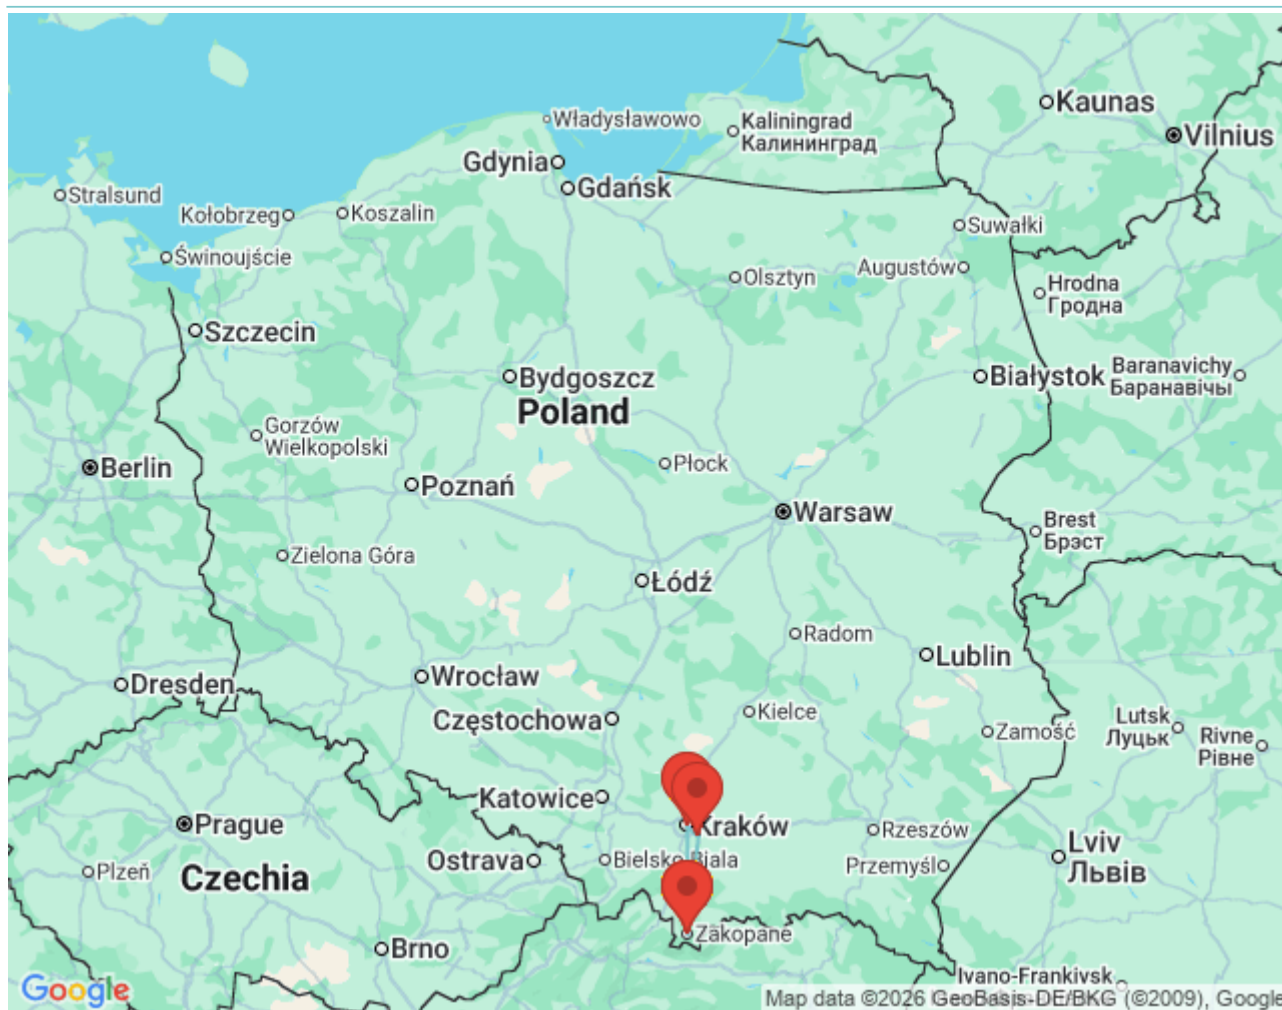 Władysławowo
Kaliningrad
Калининград
Kaunas
Vilnius
Gdynia
Gdańsk
Stralsund
Kołobrzeg
Koszalin
Suwałki
Świnoujście
Olsztyn
Augustów
Hrodna
Гродна
Szczecin
Bydgoszcz
Poland
Białystok
Baranavichy
Баранавічы
Gorzów
Wielkopolski
Berlin
Płock
Poznań
Warsaw
Brest
Брэст
Zielona Góra
Łódź
Radom
Lublin
Dresden
Wrocław
Częstochowa
Kielce
Zamość
Lutsk
Луцьк
Rivne
Рівне
Katowice
Kraków
Rzeszów
Prague
Plzeň
Czechia
Ostrava
Bielsko-Biala
Przemyśl
Lviv
Львів
Zakopane
Brno
Ivano-Frankivsk
Google
Map data ©2026 GeoBasis-DE/BKG (©2009), Google